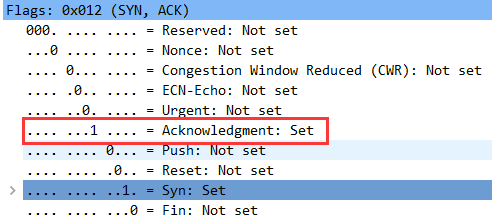 Flags: 0x012 (SYN, ACK)
000. .... .... = Reserved: Not set
...0 .... .... = Nonce: Not set
.... 0... .... = Congestion Window Reduced (CWR): Not set
.... .0.. .... = ECN-Echo: Not set
.... ..0. .... = Urgent: Not set
.... ...1 .... = Acknowledgment: Set
.... .... 0... = Push: Not set
.... .... .0.. = Reset: Not set
.... .... ..1. = Syn: Set
.... .... ...0 = Fin: Not set